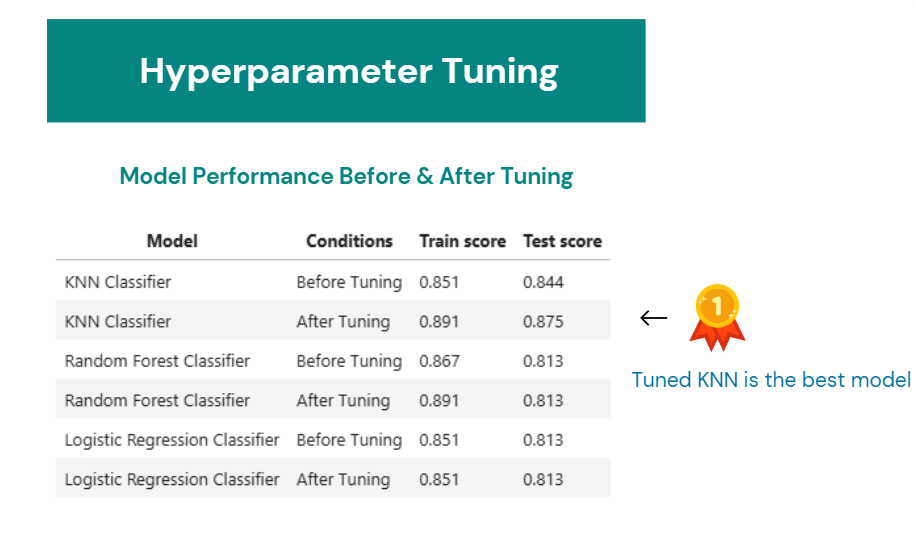 Hyperparameter Tuning
Model Performance Before & After Tuning
Model Conditions Train score Test score
KNN Classifier Before Tuning 0.851 0.844
KNN Classifier After Tuning 0.891 0.875
Random Forest Classifier Before Tuning 0.867 0.813
Random Forest Classifier After Tuning 0.891 0.813
Logistic Regression Classifier Before Tuning 0.851 0.813
Logistic Regression Classifier After Tuning 0.851 0.813
1
Tuned KNN is the best model